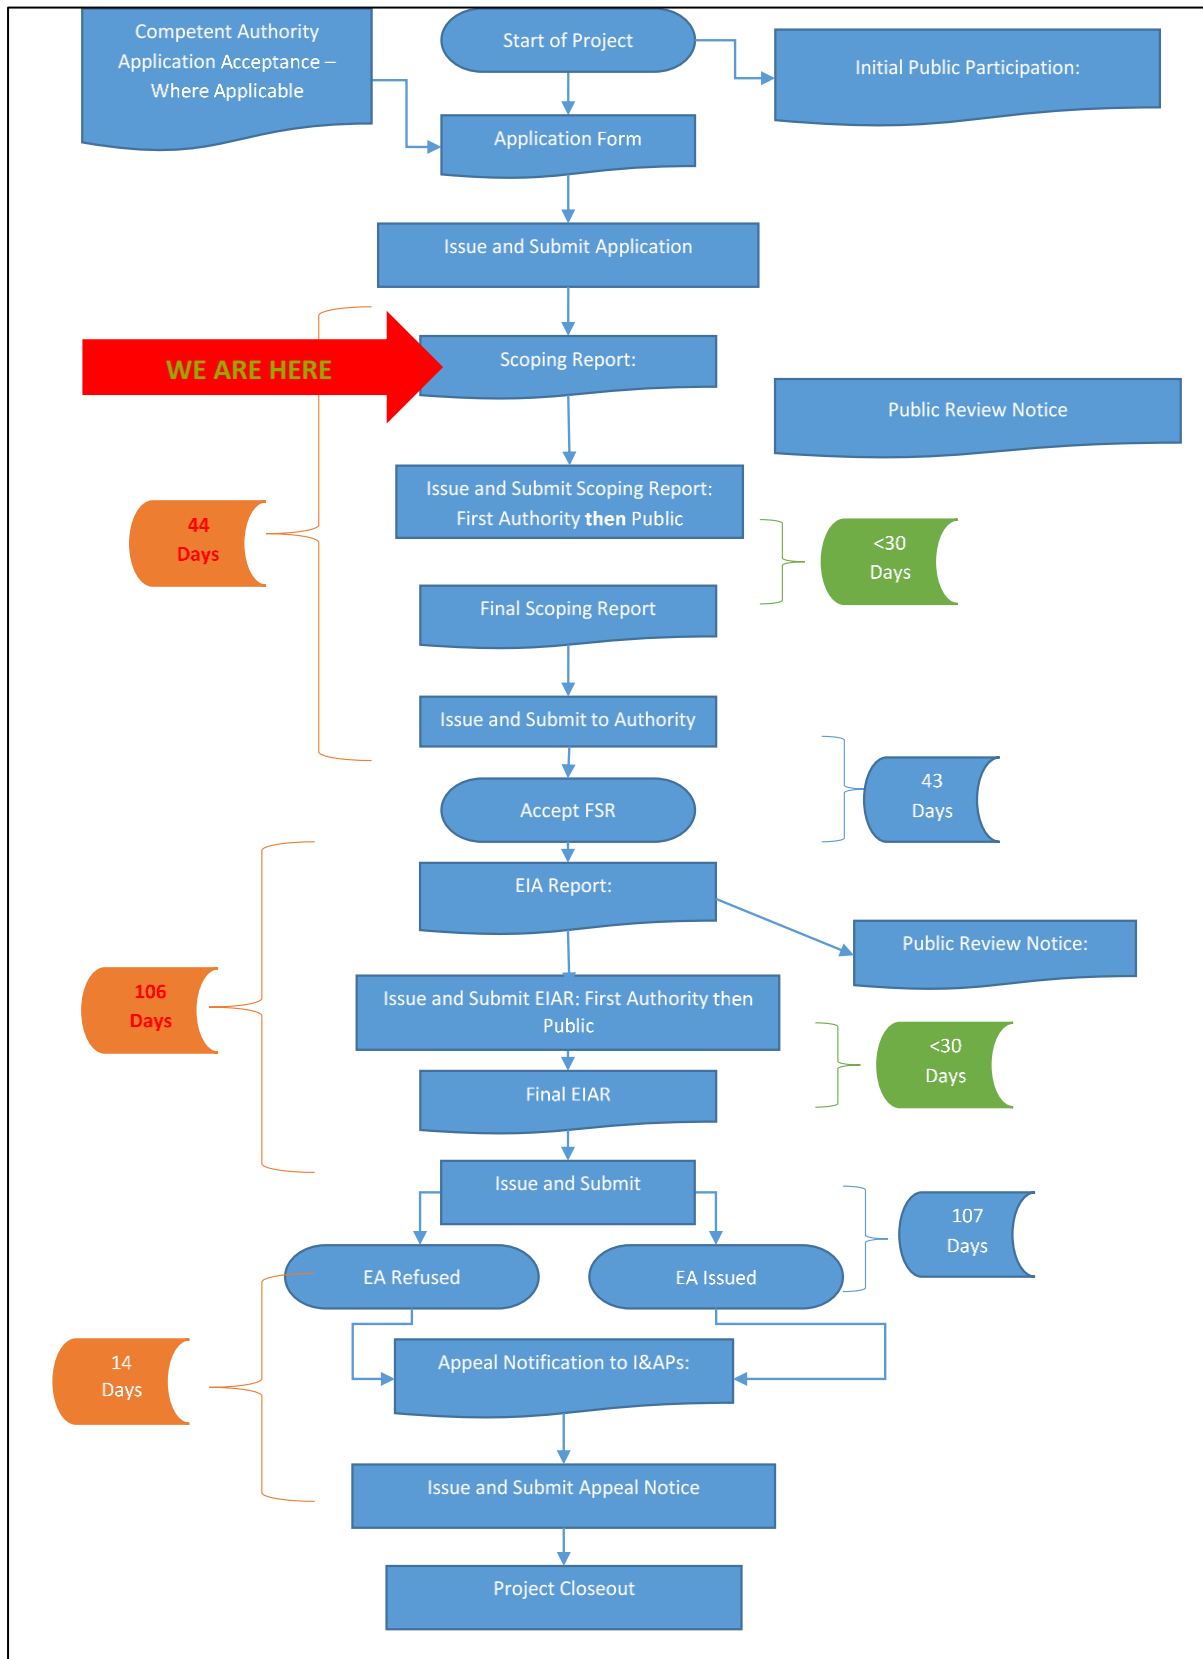 Competent Authority
Application Acceptance –
Where Applicable
Start of Project
Initial Public Participation:
Application Form
Issue and Submit Application
WE ARE HERE
Scoping Report:
Public Review Notice
Issue and Submit Scoping Report:
First Authority then Public
44
Days
<30
Days
Final Scoping Report
Issue and Submit to Authority
43
Days
Accept FSR
EIA Report:
Public Review Notice:
106
Days
Issue and Submit EIAR: First Authority then
Public
<30
Days
Final EIAR
Issue and Submit
107
Days
EA Refused
EA Issued
14
Days
Appeal Notification to I&APs:
Issue and Submit Appeal Notice
Project Closeout